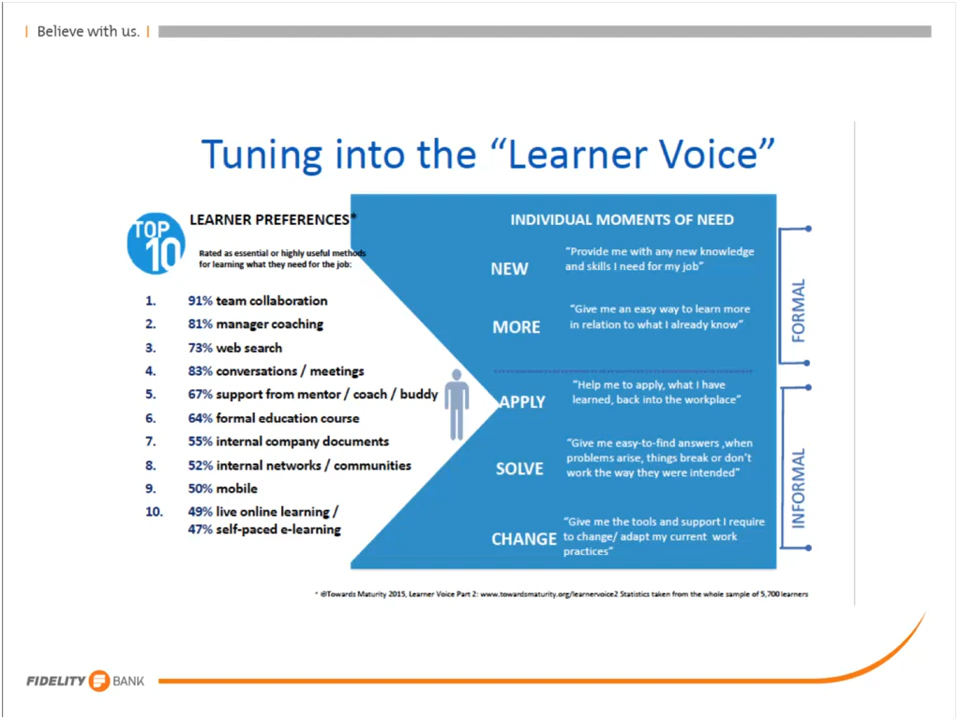 Believe with us.
Tuning into the “Learner Voice”
TOP
10
LEARNER PREFERENCES*
Rated as essential or highly useful methods
for learning what they need for the job:
1. 91% team collaboration
2. 81% manager coaching
3. 73% web search
4. 83% conversations / meetings
5. 67% support from mentor / coach / buddy
6. 64% formal education course
7. 55% internal company documents
8. 52% internal networks / communities
9. 50% mobile
10. 49% live online learning /
47% self-paced e-learning
INDIVIDUAL MOMENTS OF NEED
NEW
“Provide me with any new knowledge
and skills I need for my job”
MORE
“Give me an easy way to learn more
in relation to what I already know”
APPLY
“Help me to apply, what I have
learned, back into the workplace”
SOLVE
“Give me easy-to-find answers ,when
problems arise, things break or don’t
work the way they were intended”
CHANGE
“Give me the tools and support I require
to change/ adapt my current work
practices”
FORMAL
INFORMAL
* @Towards Maturity 2015, Learner Voice Part 2: www.towardsmaturity.org/learnervoice2 Statistics taken from the whole sample of 5,700 learners
FIDELITY BANK